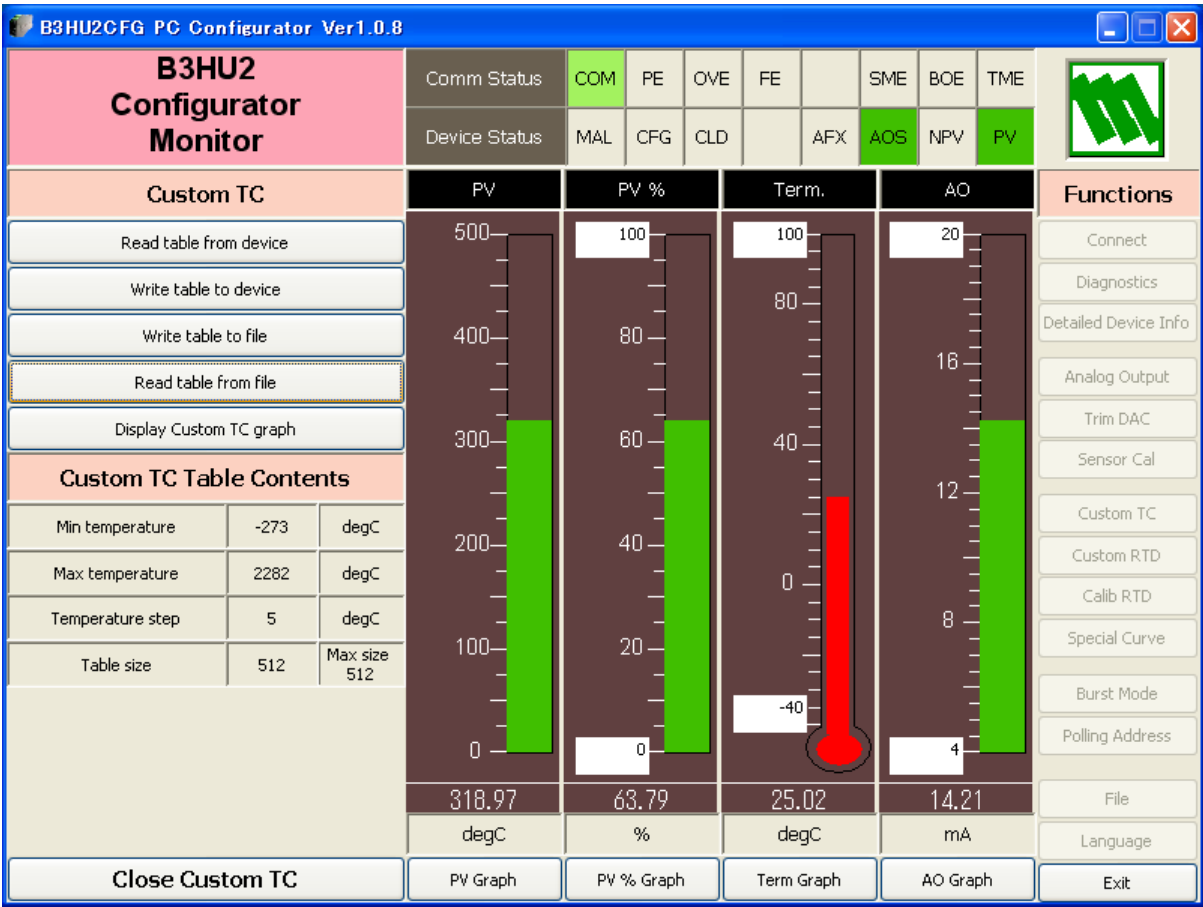 B3HU2CFG PC Configurator Ver1.0.8
B3HU2
Configurator
Monitor
Comm Status COM PE OVE FE SME BOE TME
Device Status MAL CFG CLD AFX AOS NPV PV
Custom TC
Read table from device
Write table to device
Write table to file
Read table from file
Display Custom TC graph
Custom TC Table Contents
Min temperature -273 degC
Max temperature 2282 degC
Temperature step 5 degC
Table size 512 Max size
512
Close Custom TC
PV
500
400
300
200
100
0
318.97
degC
PV Graph
PV %
100
80
60
40
20
0
63.79
%
PV % Graph
Term.
100
80
40
0
-40
25.02
degC
Term Graph
AO
20
16
12
8
4
14.21
mA
AO Graph
Functions
Connect
Diagnostics
Detailed Device Info
Analog Output
Trim DAC
Sensor Cal
Custom TC
Custom RTD
Calib RTD
Special Curve
Burst Mode
Polling Address
File
Language
Exit